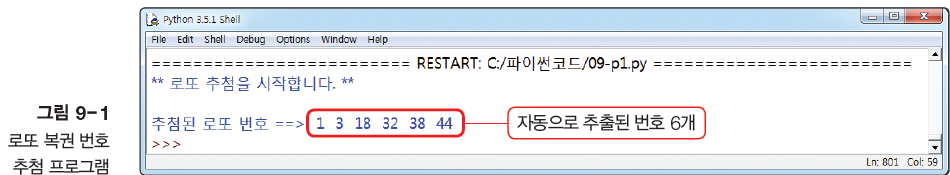 Python 3.5.1 Shell
File Edit Shell Debug Options Window Help
========================= RESTART: C:/파이썬코드/09-p1.py =========================
** 로또 추첨을 시작합니다. **
추첨된 로또 번호 ==> 1 3 18 32 38 44
자동으로 추출된 번호 6개
>>>
Ln: 801 Col: 59
그림 9-1
로또 복권 번호
추첨 프로그램